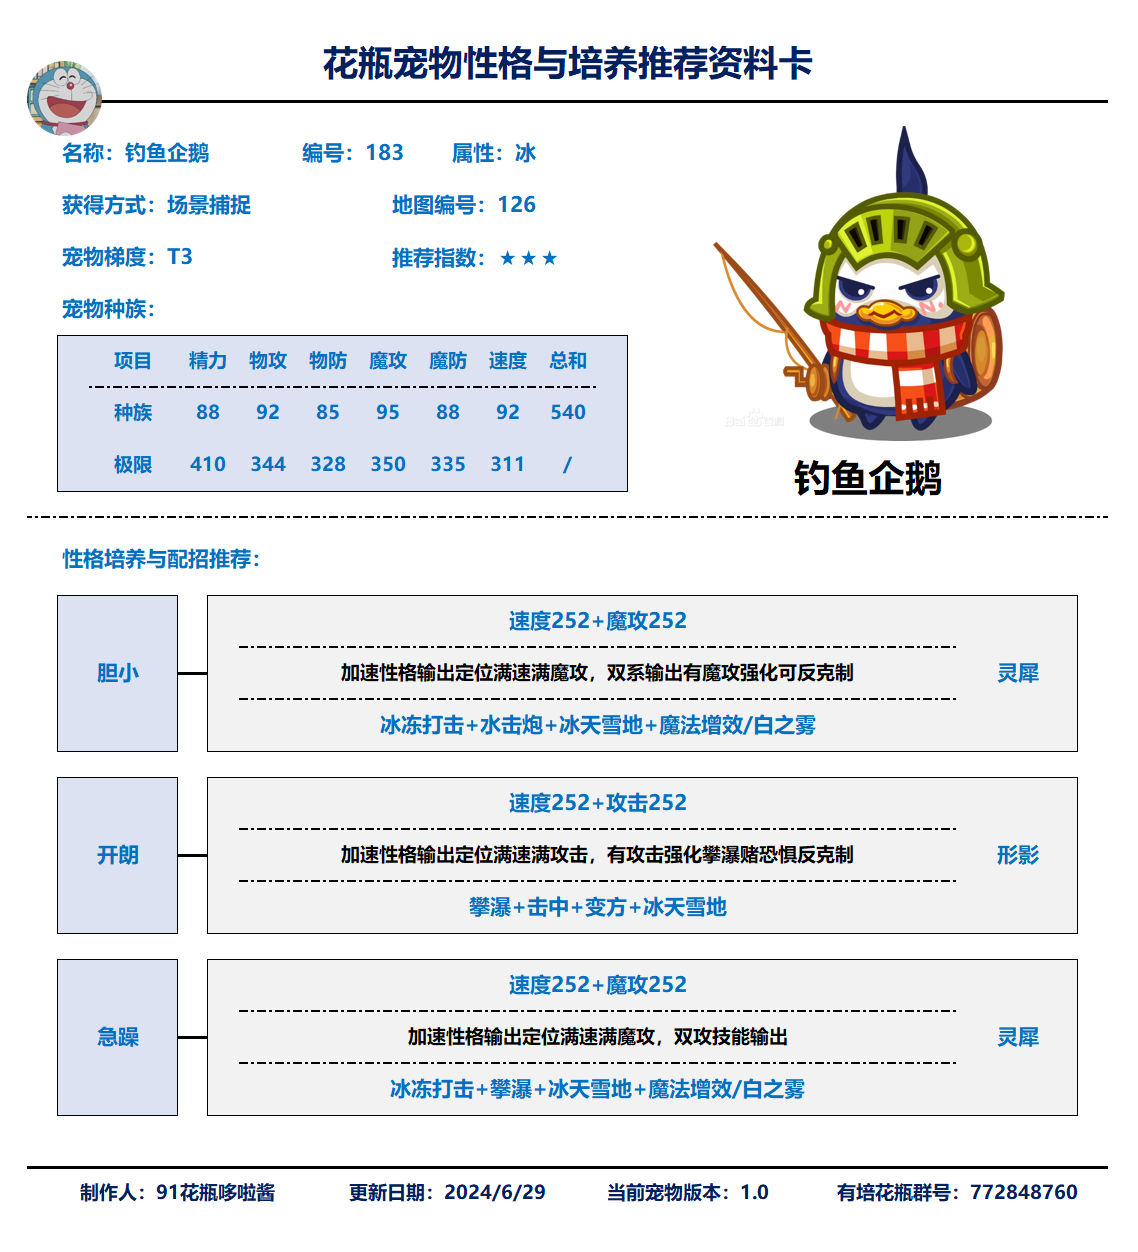 花瓶宠物性格与培养推荐资料卡
名称：钓鱼企鹅 编号：183 属性：冰
获得方式：场景捕捉 地图编号：126
宠物梯度：T3 推荐指数：★★★
宠物种族：
项目 精力 物攻 物防 魔攻 魔防 速度 总和
种族 88 92 85 95 88 92 540
极限 410 344 328 350 335 311 /
Bai 百科
钓鱼企鹅
性格培养与配招推荐：
速度252+魔攻252
胆小 加速性格输出定位满速满魔攻，双系输出有魔攻强化可反克制 灵犀
冰冻打击+水击炮+冰天雪地+魔法增效/白之雾
速度252+攻击252
开朗 加速性格输出定位满速满攻击，有攻击强化攀瀑赌恐惧反克制 形影
攀瀑+击中+变方+冰天雪地
速度252+魔攻252
急躁 加速性格输出定位满速满魔攻，双攻技能输出 灵犀
冰冻打击+攀瀑+冰天雪地+魔法增效/白之雾
制作人：91花瓶哆啦酱 更新日期：2024/6/29 当前宠物版本：1.0 有培花瓶群号：772848760